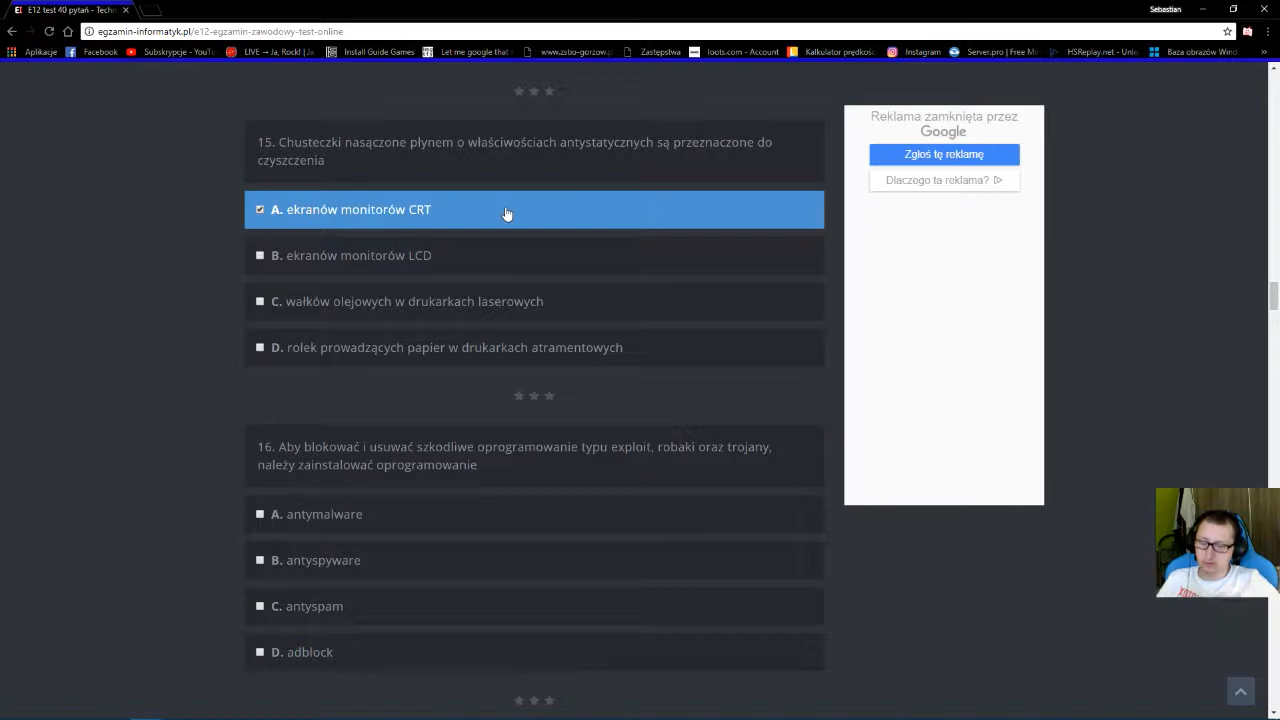 E12 test 40 pytań - Techn
Sebastian
egzamin-informatyk.pl/e12-egzamin-zawodowy-test-online
Aplikacje
Facebook
Subskrypcje - YouTu
LIVE → Ja, Rock! | Ja
Install Guide Games
Let me google that
www.zstio-gorzow.p
Zastępstwa
loots.com - Account
Kalkulator prędkośc
Instagram
Server.pro | Free Min
HSReplay.net - Unle
Baza obrazów Wind
»
Reklama zamknięta przez
Google
15. Chusteczki nasączone płynem o właściwościach antystatycznych są przeznaczone do
czyszczenia
Zgłoś tę reklamę
Dlaczego ta reklama?
A. ekranów monitorów CRT
B. ekranów monitorów LCD
C. wałków olejowych w drukarkach laserowych
D. rolek prowadzących papier w drukarkach atramentowych
16. Aby blokować i usuwać szkodliwe oprogramowanie typu exploit, robaki oraz trojany,
należy zainstalować oprogramowanie
A. antymalware
B. antyspyware
C. antyspam
D. adblock